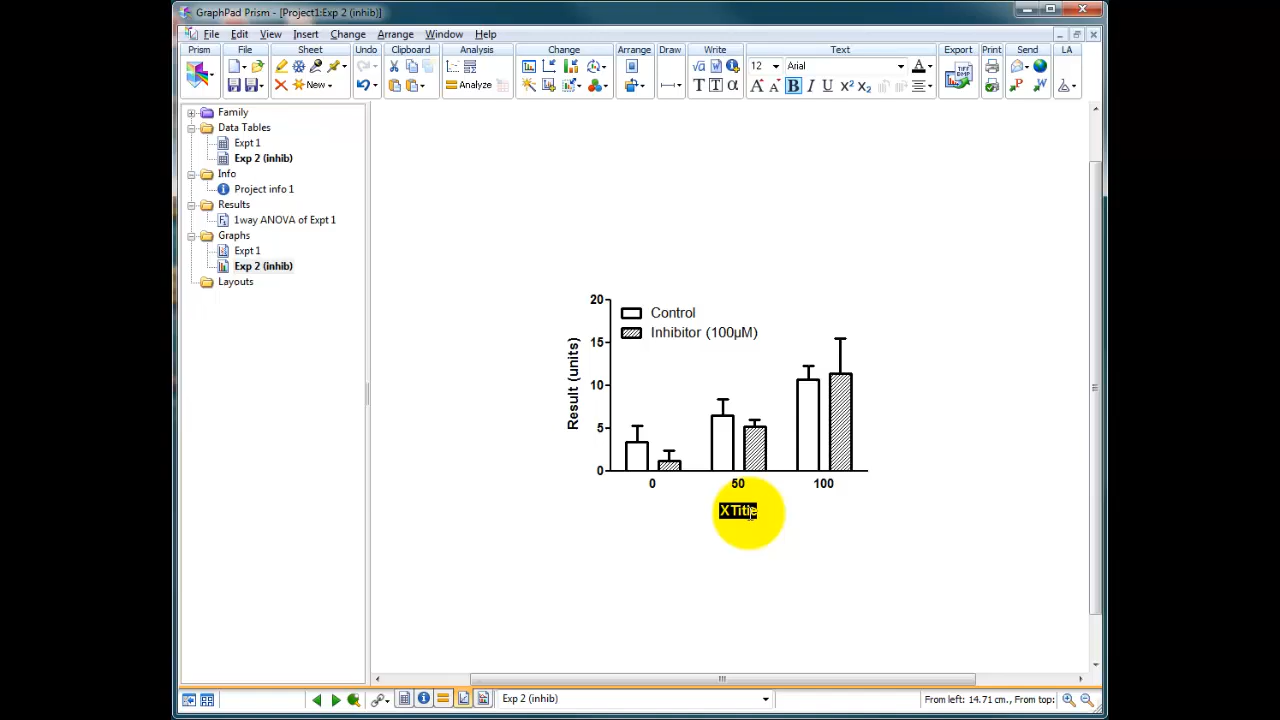 GraphPad Prism - [Project1:Exp 2 (inhib)]
File Edit View Insert Change Arrange Window Help
Prism File Sheet Undo Clipboard Analysis Change Arrange Draw Write Text Export Print Send LA
12 Arial A
New Analyze T T α A A B I U X² X₂ P W
Family
Data Tables
Expt 1
Exp 2 (inhib)
Info
Project info 1
Results
1way ANOVA of Expt 1
Graphs
Expt 1
Exp 2 (inhib)
Layouts
20
Control
Inhibitor (100µM)
15
10
5
0
Result (units)
0 50 100
XTitle
Exp 2 (inhib)
From left: 14.71 cm., From top: